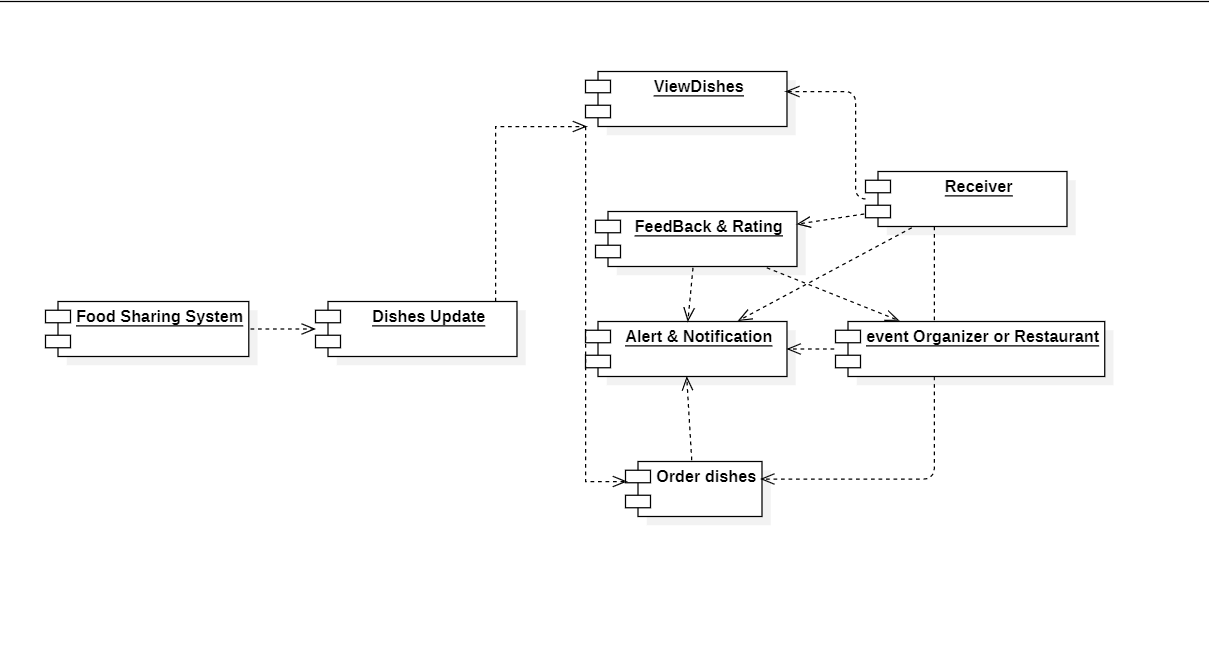 ViewDishes
Receiver
FeedBack & Rating
Food Sharing System
Dishes Update
Alert & Notification
event Organizer or Restaurant
Order dishes